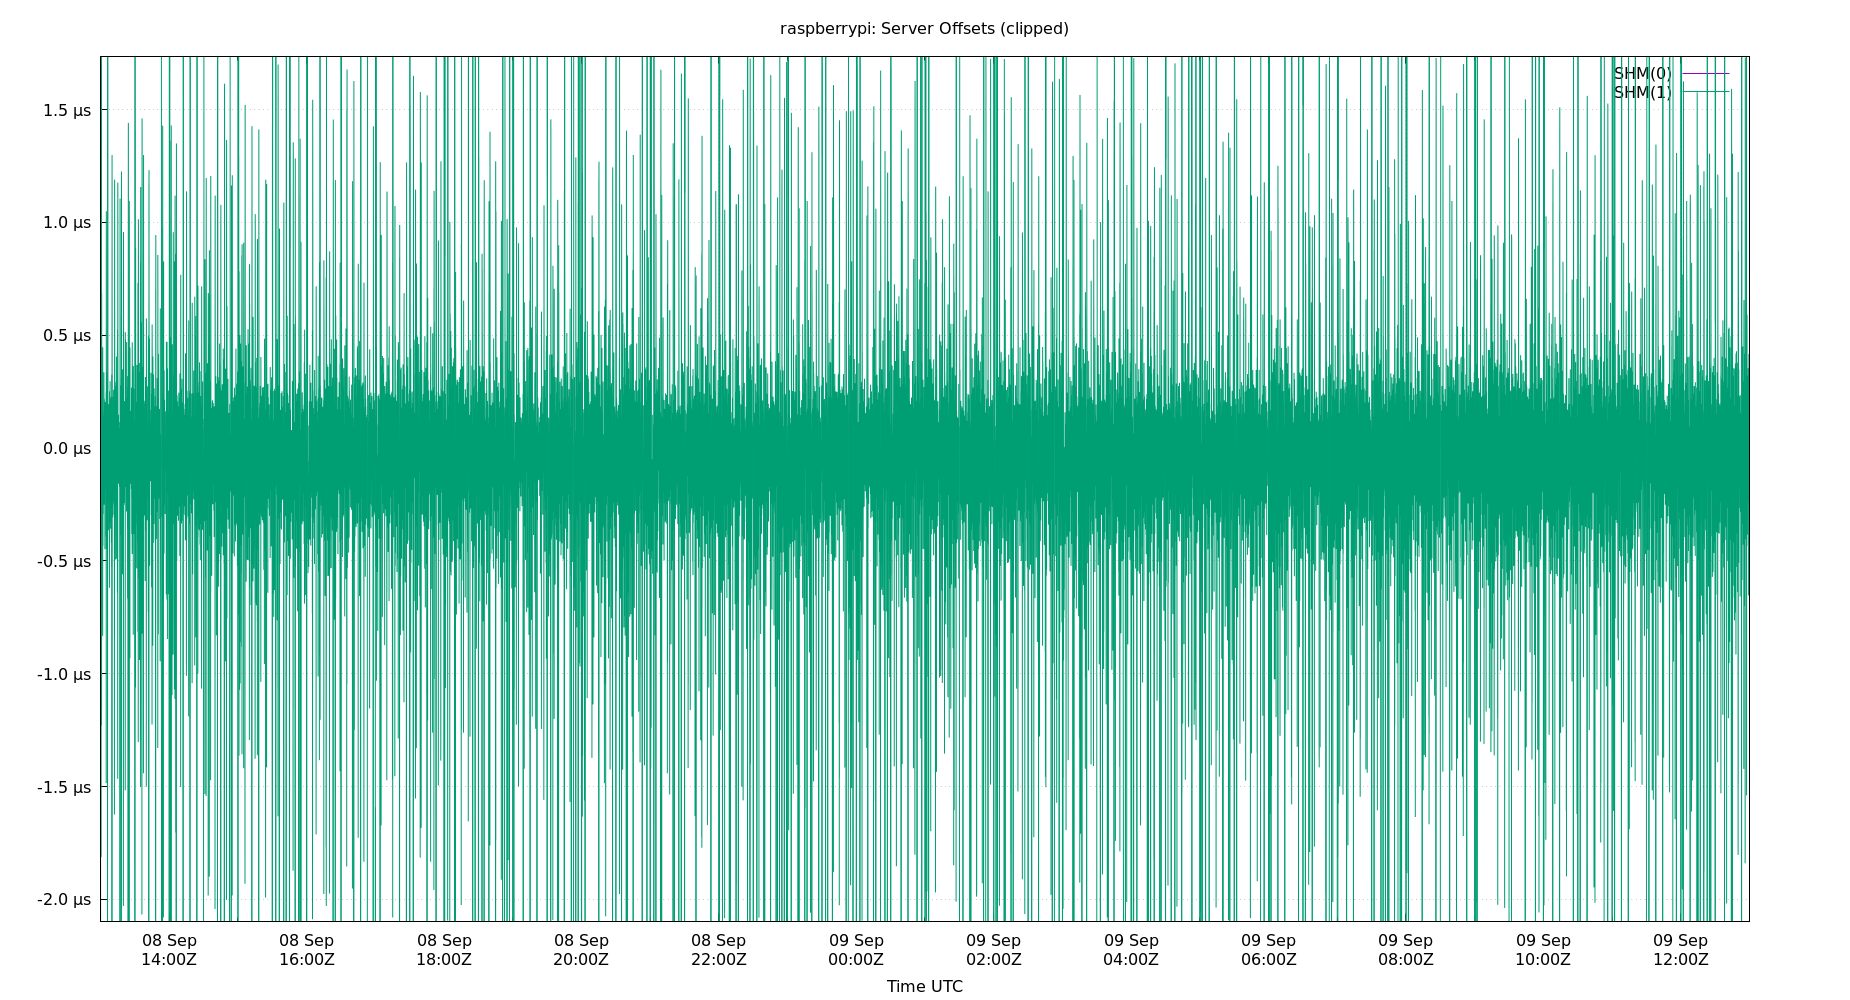 raspberrypi: Server Offsets (clipped)
SHM(0)
SHM(1)
1.5 µs
1.0 µs
0.5 µs
0.0 µs
-0.5 µs
-1.0 µs
-1.5 µs
-2.0 µs
08 Sep 08 Sep 08 Sep 08 Sep 08 Sep 09 Sep 09 Sep 09 Sep 09 Sep 09 Sep 09 Sep 09 Sep
14:00Z 16:00Z 18:00Z 20:00Z 22:00Z 00:00Z 02:00Z 04:00Z 06:00Z 08:00Z 10:00Z 12:00Z
Time UTC